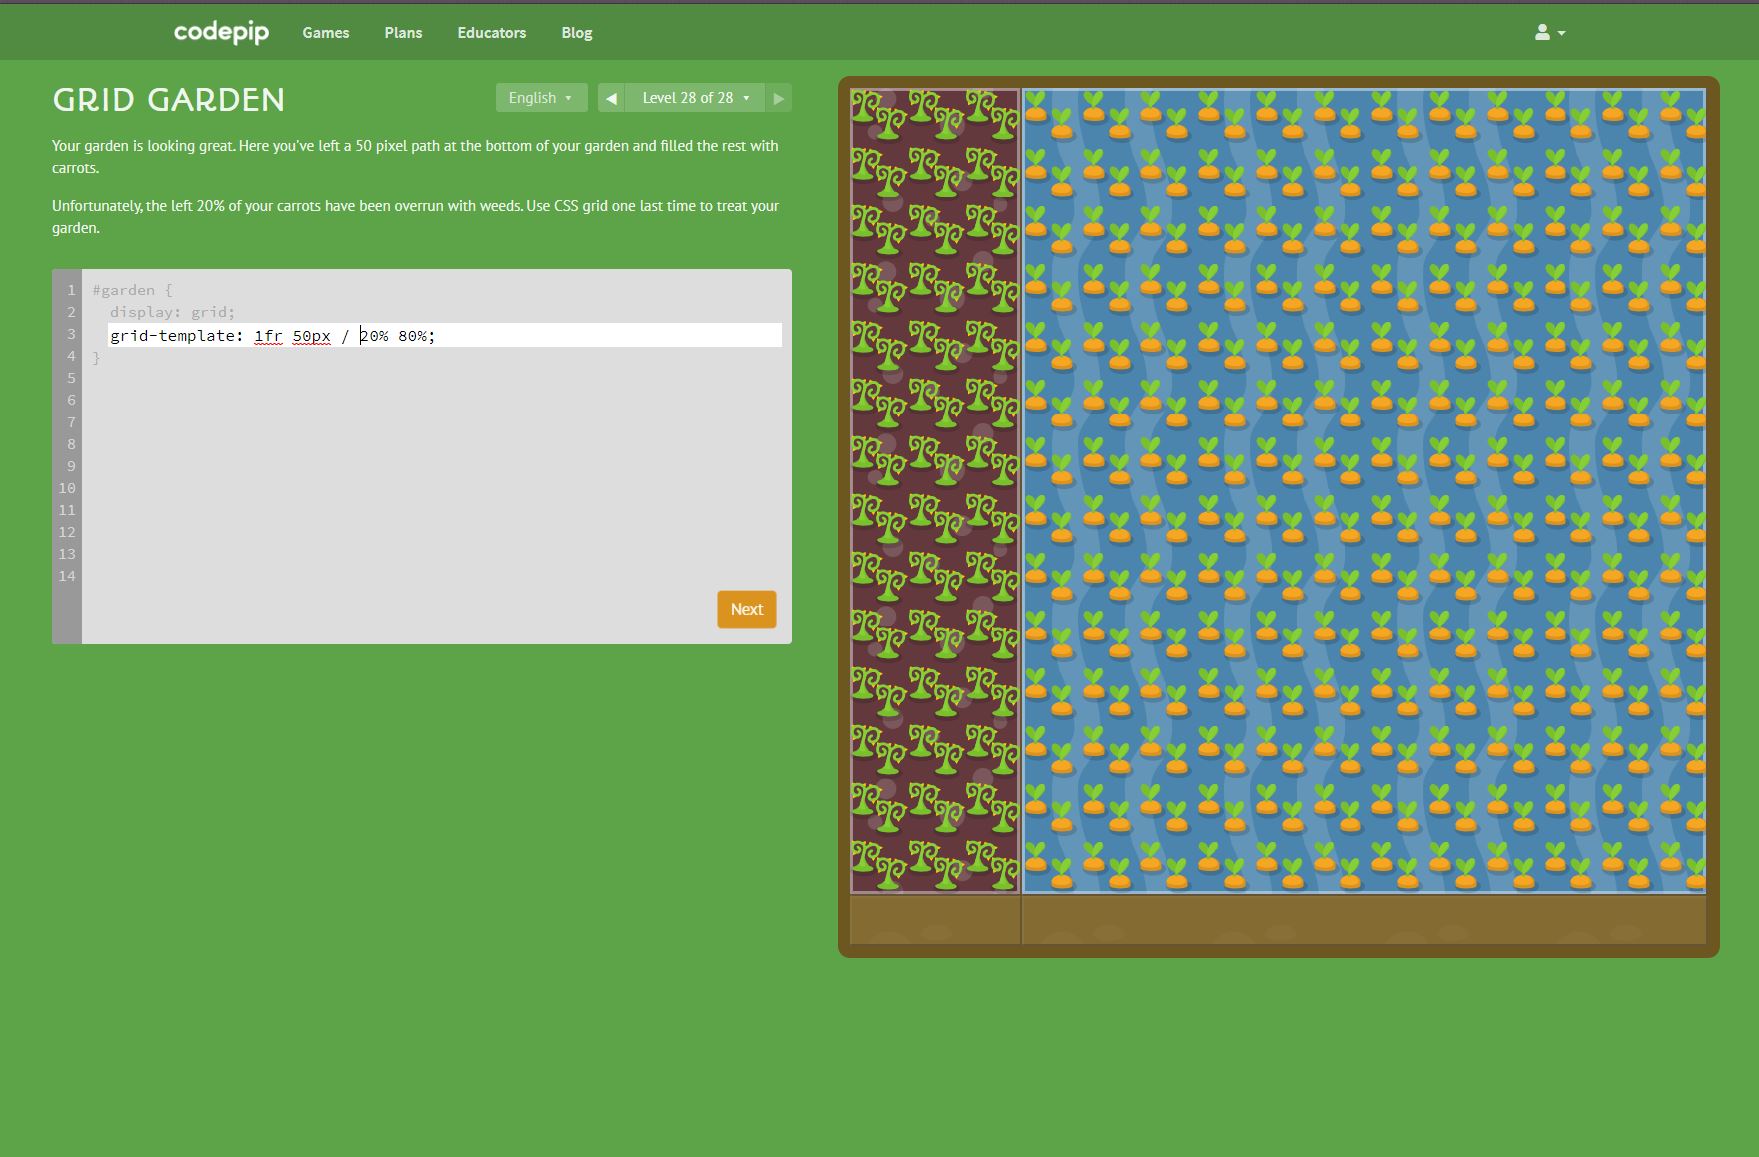 codepip Games Plans Educators Blog
GRID GARDEN
English ▾ ◀ Level 28 of 28 ▾ ▶
Your garden is looking great. Here you've left a 50 pixel path at the bottom of your garden and filled the rest with
carrots.
Unfortunately, the left 20% of your carrots have been overrun with weeds. Use CSS grid one last time to treat your
garden.
1 #garden {
2 display: grid;
3 grid-template: 1fr 50px / 20% 80%;
4 }
5
6
7
8
9
10
11
12
13
14
Next